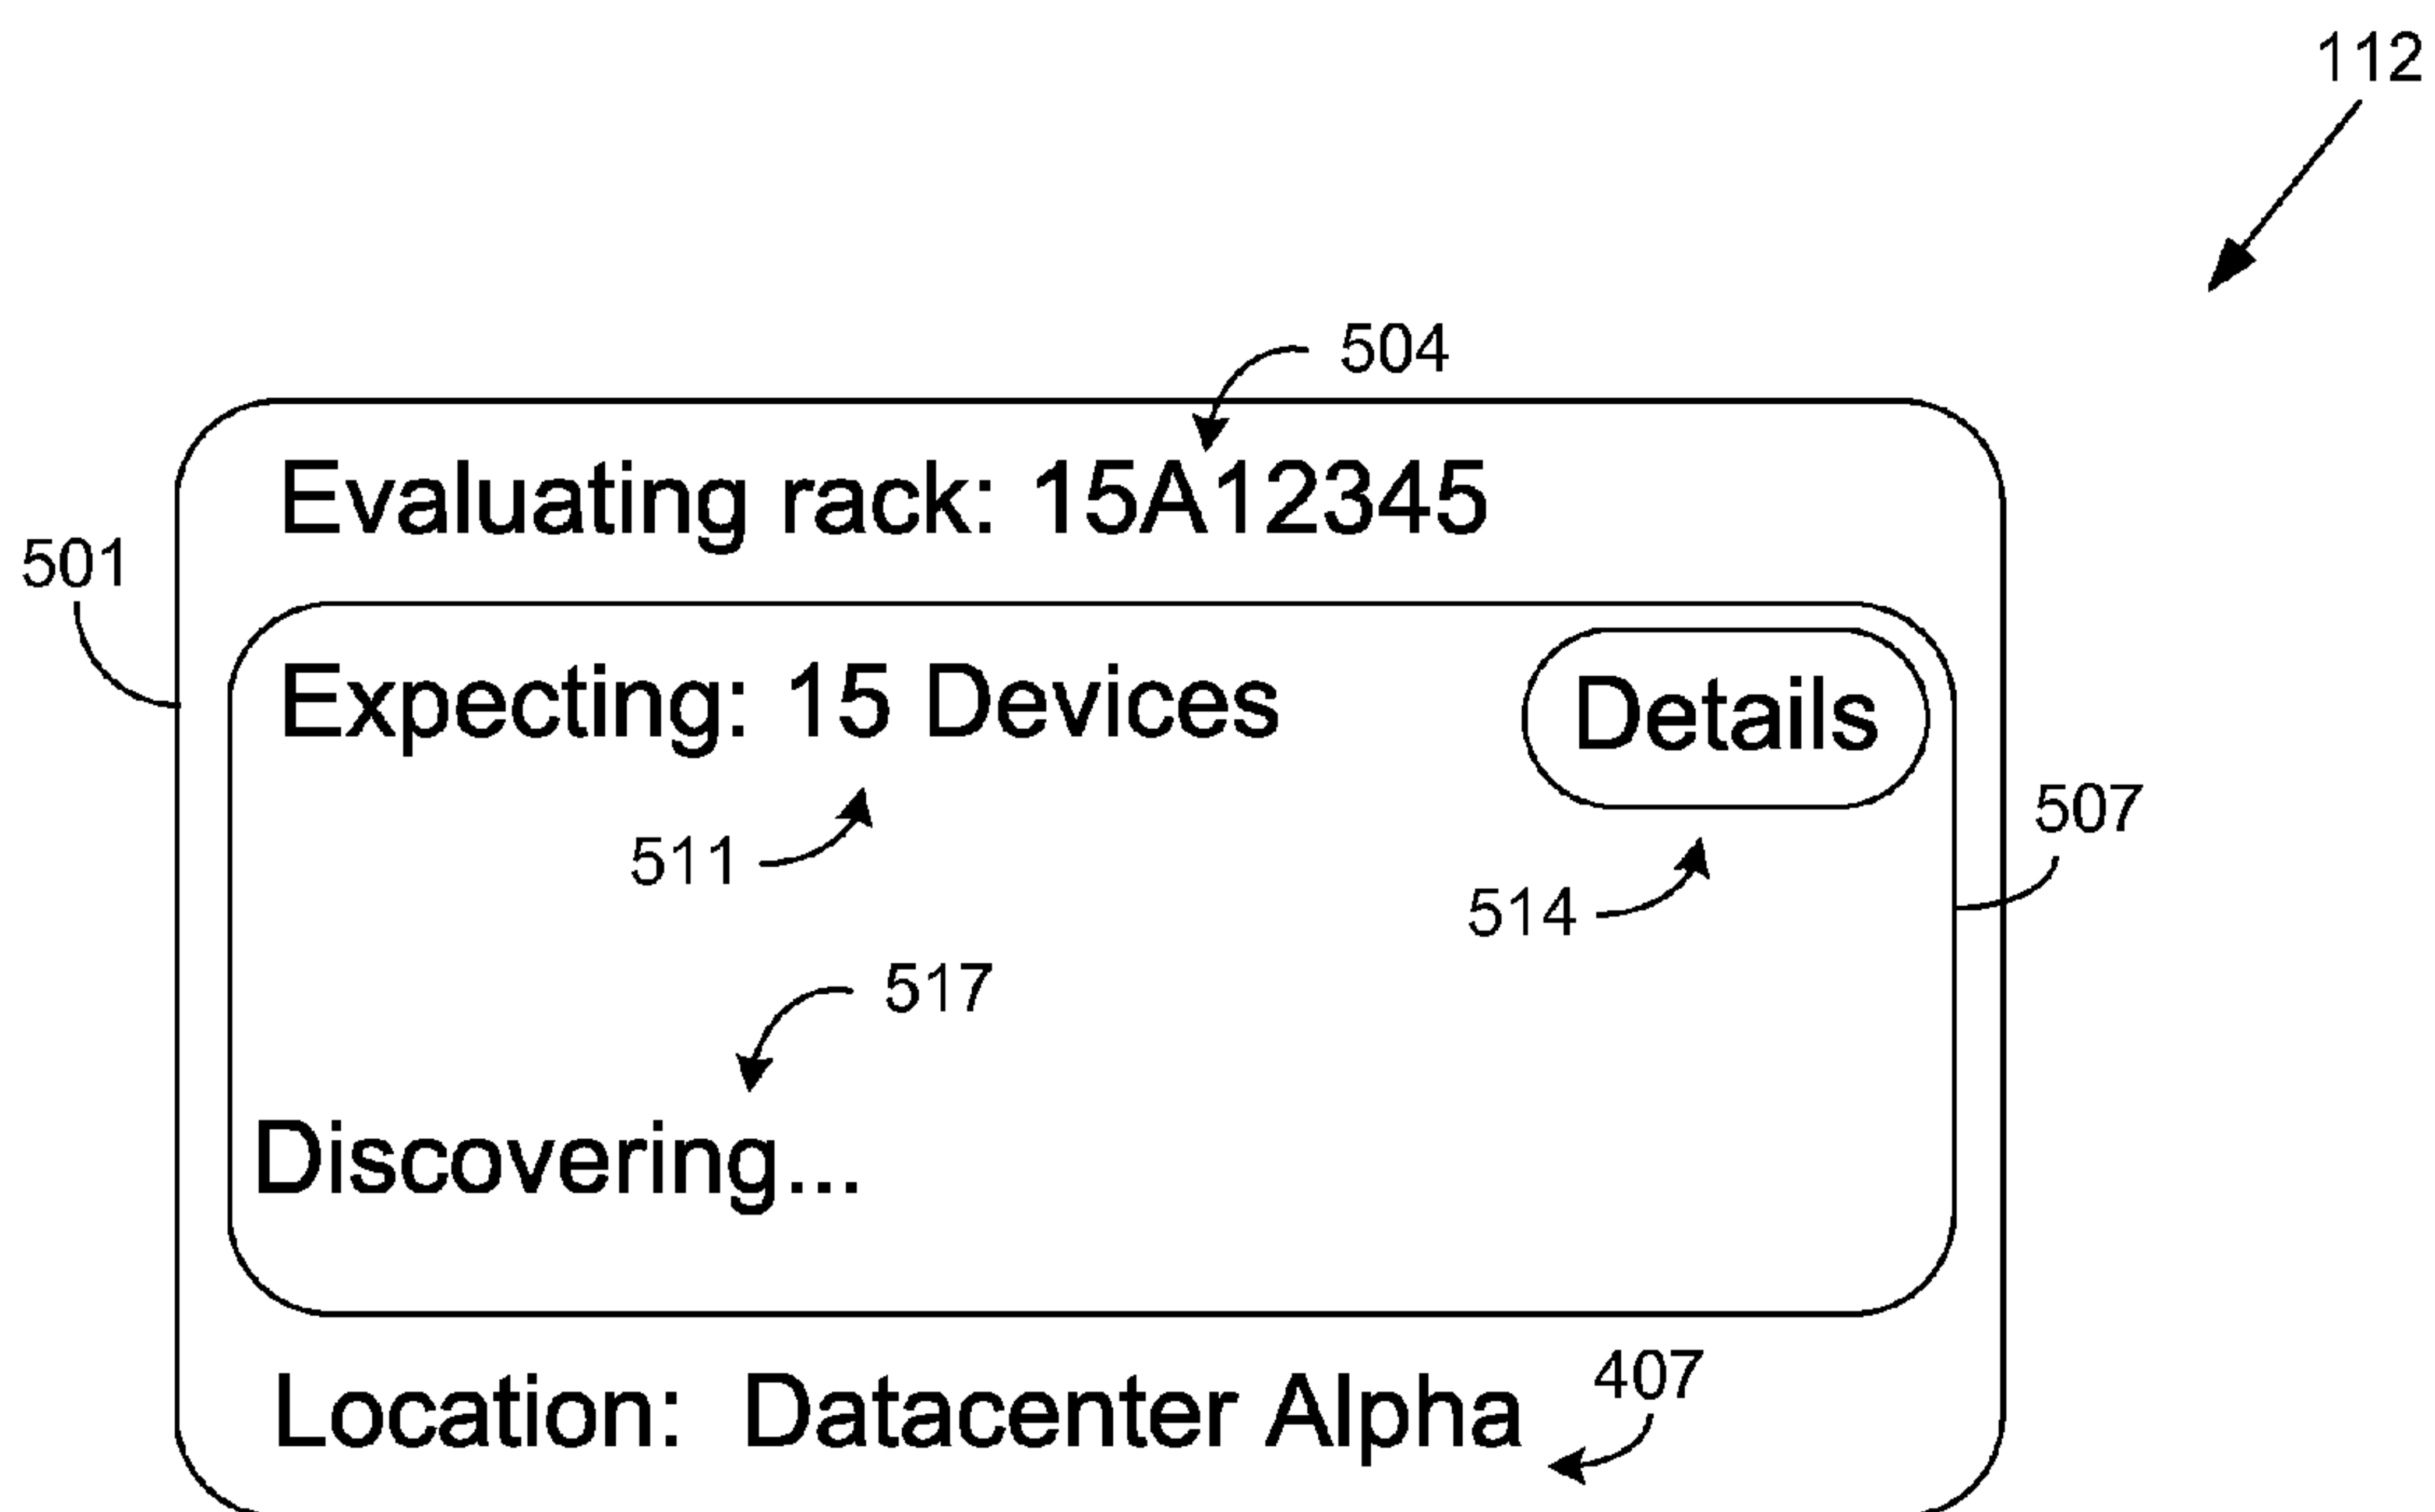 112
504
Evaluating rack: 15A12345
501
Expecting: 15 Devices
Details
507
511
514
517
Discovering...
407
Location: Datacenter Alpha